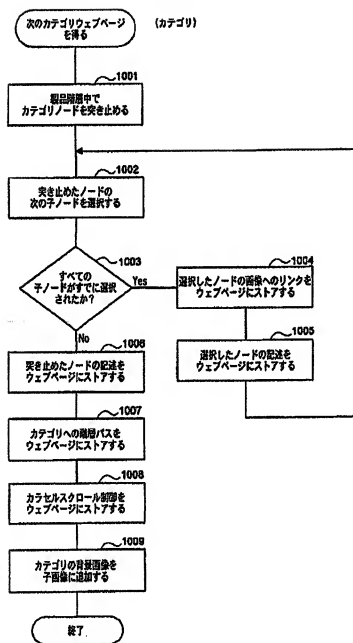 次のカテゴリウェブページ
を得る
(カテゴリ)
1001
製品階層中で
カテゴリノードを突き止める
1002
突き止めたノードの
次の子ノードを選択する
1003
すべての
子ノードがすでに選択
されたか？
Yes
1004
選択したノードの画像へのリンクを
ウェブページにストアする
1005
選択したノードの記述を
ウェブページにストアする
No
1006
突き止めたノードの記述を
ウェブページにストアする
1007
カテゴリへの階層パスを
ウェブページにストアする
1008
カラセルスクロール制御を
ウェブページにストアする
1009
カテゴリの背景画像を
子画像に追加する
終了